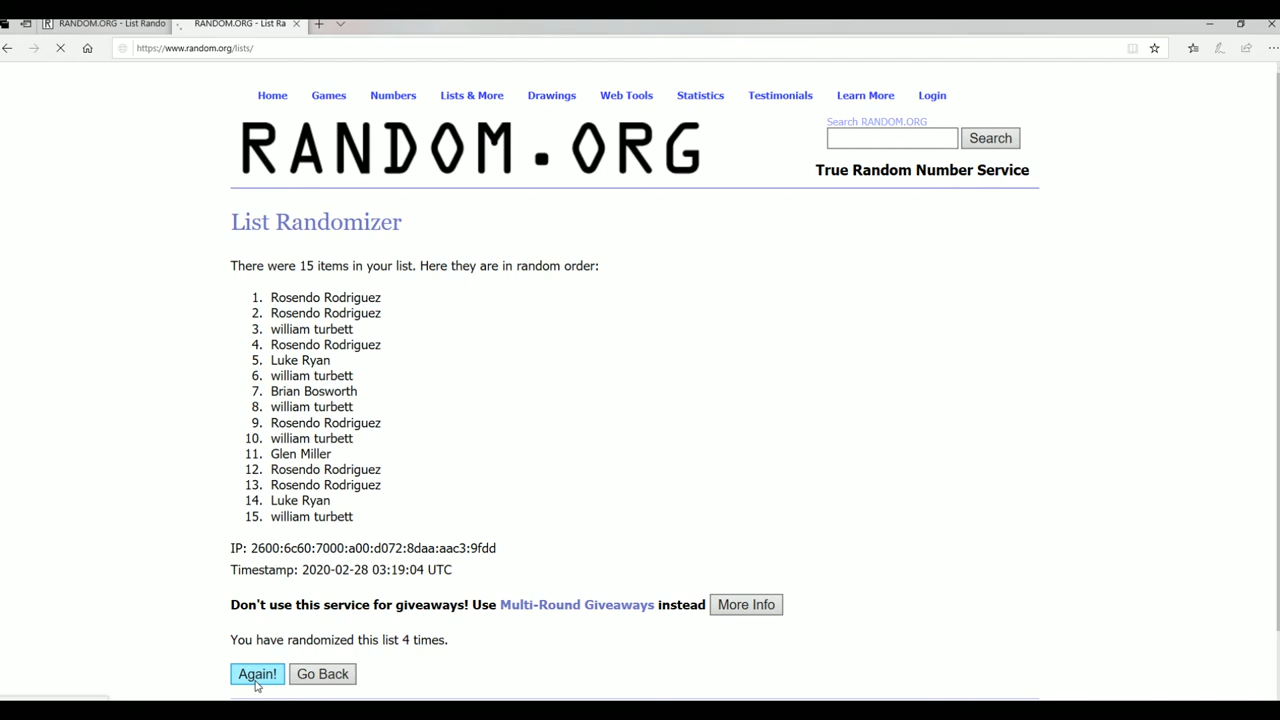 RANDOM.ORG - List Rando
RANDOM.ORG - List Ra
https://www.random.org/lists/
Home Games Numbers Lists & More Drawings Web Tools Statistics Testimonials Learn More Login
Search RANDOM.ORG
RANDOM.ORG
Search
True Random Number Service
List Randomizer
There were 15 items in your list. Here they are in random order:
1. Rosendo Rodriguez
2. Rosendo Rodriguez
3. william turbett
4. Rosendo Rodriguez
5. Luke Ryan
6. william turbett
7. Brian Bosworth
8. william turbett
9. Rosendo Rodriguez
10. william turbett
11. Glen Miller
12. Rosendo Rodriguez
13. Rosendo Rodriguez
14. Luke Ryan
15. william turbett
IP: 2600:6c60:7000:a00:d072:8daa:aac3:9fdd
Timestamp: 2020-02-28 03:19:04 UTC
Don't use this service for giveaways! Use Multi-Round Giveaways instead More Info
You have randomized this list 4 times.
Again! Go Back